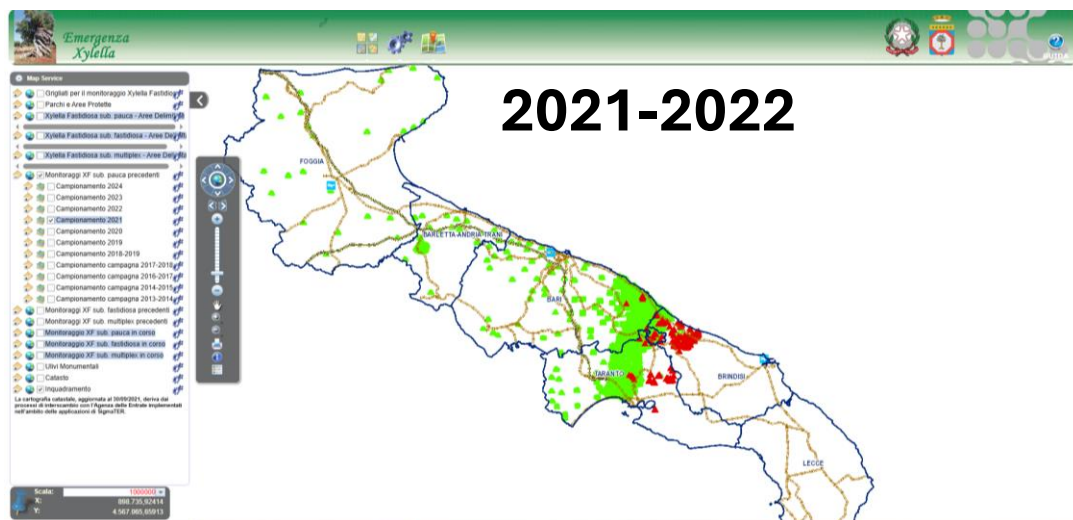 Emergenza
Xylella
2021-2022
Map Service
Grigliati per il monitoraggio Xylella Fastidio
Parchi e Aree Protette
Xylella Fastidiosa sub. pauca - Aree Delimita
Xylella Fastidiosa sub. fastidiosa - Aree De
Xylella Fastidiosa sub. multiplex - Aree De
Monitoraggi XF sub. pauca precedenti
Campionamento 2024
Campionamento 2023
Campionamento 2022
Campionamento 2021
Campionamento 2020
Campionamento 2019
Campionamento 2018-2019
Campionamento campagna 2017-2018
Campionamento campagna 2016-2017
Campionamento campagna 2014-2015
Campionamento campagna 2013-2014
Monitoraggi XF sub. fastidiosa precedenti
Monitoraggi XF sub. multiplex precedenti
Monitoraggio XF sub. pauca in corso
Monitoraggio XF sub. fastidiosa in corso
Monitoraggio XF sub. multiplex in corso
Ulivi Monumentali
Catasto
Inquadramento
La cartografia catastale, aggiornata al 30/09/2021, deriva dai
processi di interscambio con l'Agenzia delle Entrate implementati
nell'ambito delle applicazioni di SigmaTER.
Scala: 1000000
X: 898.735,92414
Y: 4.567.065,65913
FOGGIA
BARLETTA-ANDRIA-TRANI
BARI
TARANTO
BRINDISI
LECCE